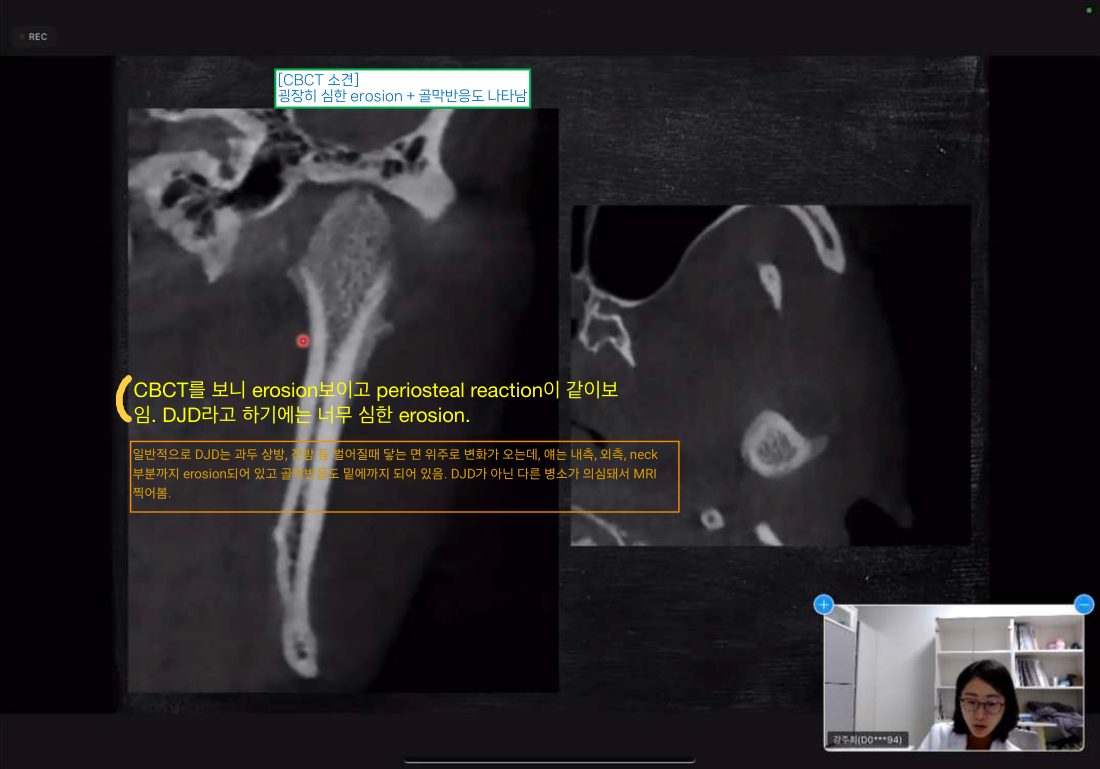 REC
[CBCT 소견]
굉장히 심한 erosion + 골막반응도 나타남
CBCT를 보니 erosion보이고 periosteal reaction이 같이보
임. DJD라고 하기에는 너무 심한 erosion.
일반적으로 DJD는 과두 상방, 전방 등 벌어질때 닿는 면 위주로 변화가 오는데, 얘는 내측, 외측, neck
부분까지 erosion되어 있고 골막반응도 밑에까지 되어 있음. DJD가 아닌 다른 병소가 의심돼서 MRI
찍어봄.
강주희(D0***94)